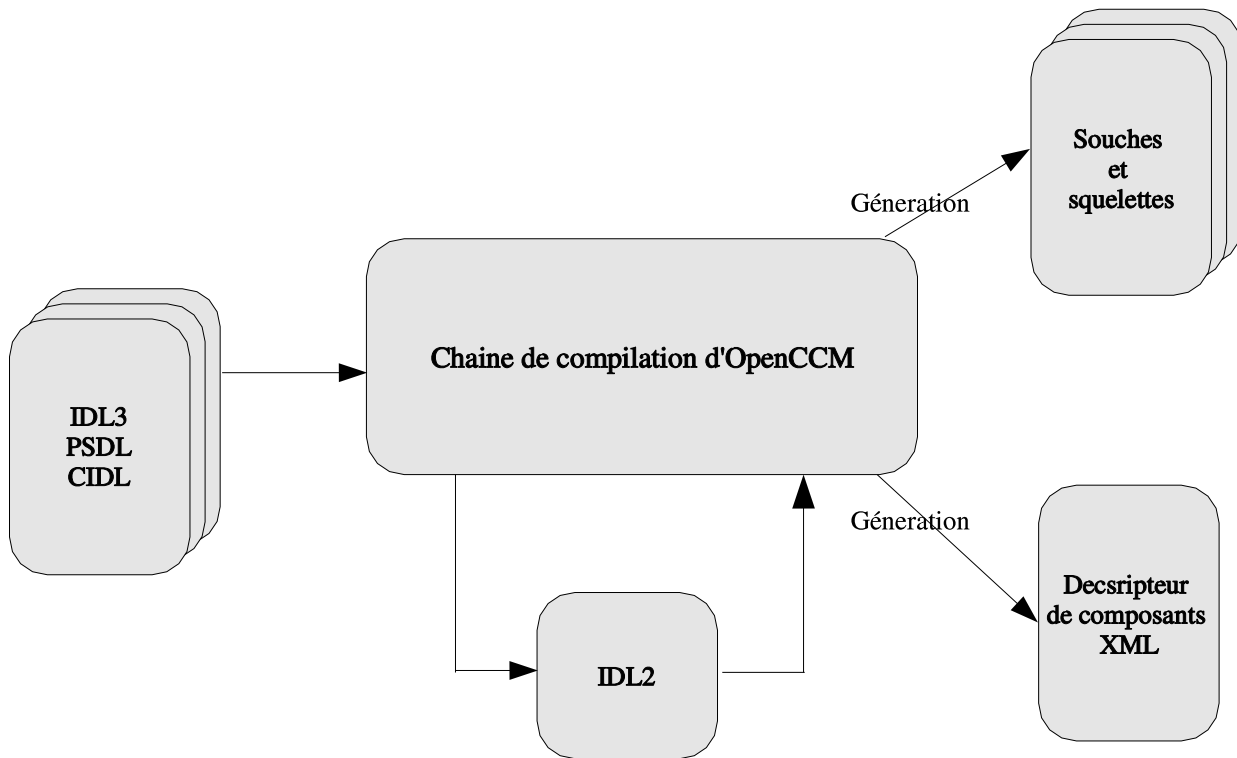 Souches
et
squelettes
Géneration
Chaine de compilation d'OpenCCM
IDL3
PSDL
CIDL
Géneration
Decsripteur
de composants
XML
IDL2